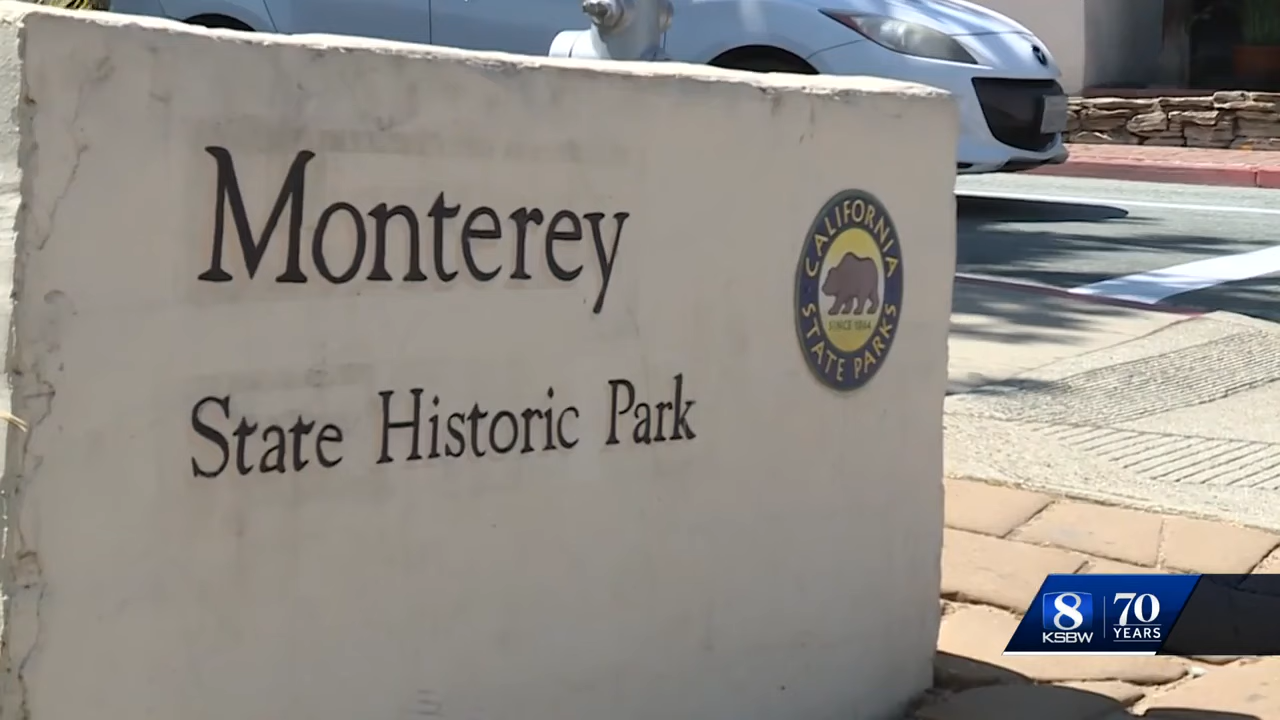 Monterey
State Historic Park
CALIFORNIA
SINCE 1864
STATE PARKS
8 70
KSBW YEARS